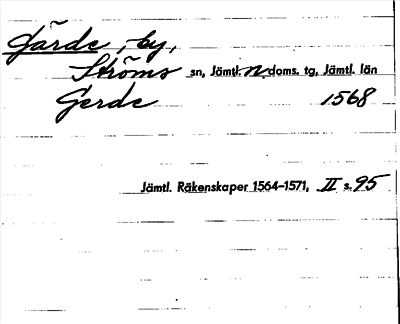 Gärde, by,
Ströms sn, Jämtl. N. doms. tg, Jämtl. län
Gerde 1568
Jämtl. Räkenskaper 1564-1571, II s. 95